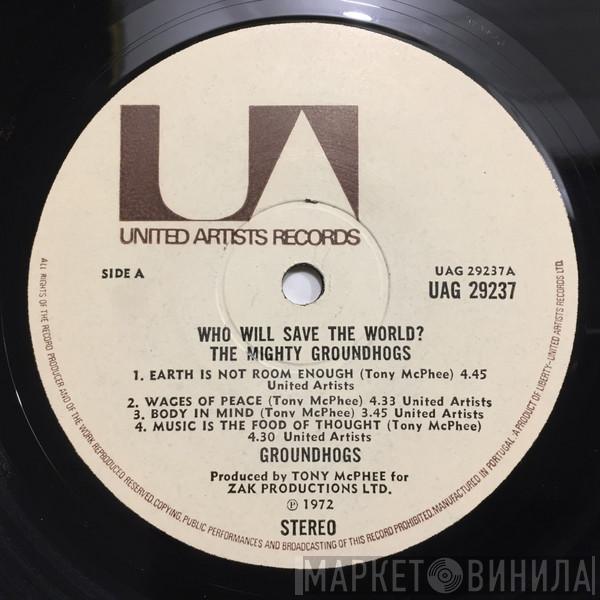 UA
UNITED ARTISTS RECORDS
SIDE A
UAG 29237A
UAG 29237
WHO WILL SAVE THE WORLD?
THE MIGHTY GROUNDHOGS
1. EARTH IS NOT ROOM ENOUGH (Tony McPhee) 4.45
United Artists
2. WAGES OF PEACE (Tony McPhee) 4.33 United Artists
3. BODY IN MIND (Tony McPhee) 3.45 United Artists
4. MUSIC IS THE FOOD OF THOUGHT (Tony McPhee)
4.30 United Artists
GROUNDHOGS
Produced by TONY McPHEE for
ZAK PRODUCTIONS LTD.
℗ 1972
STEREO
ALL RIGHTS OF THE RECORD PRODUCER AND OF THE WORK REPRODUCED RESERVED.COPYING, PUBLIC PERFORMANCES AND BROADCASTING OF THIS RECORD PROHIBITED.MANUFACTURED IN PORTUGAL.A PRODUCT OF LIBERTY-UNITED ARTISTS RECORDS LTD.
МАРКЕТ ВИНИЛА